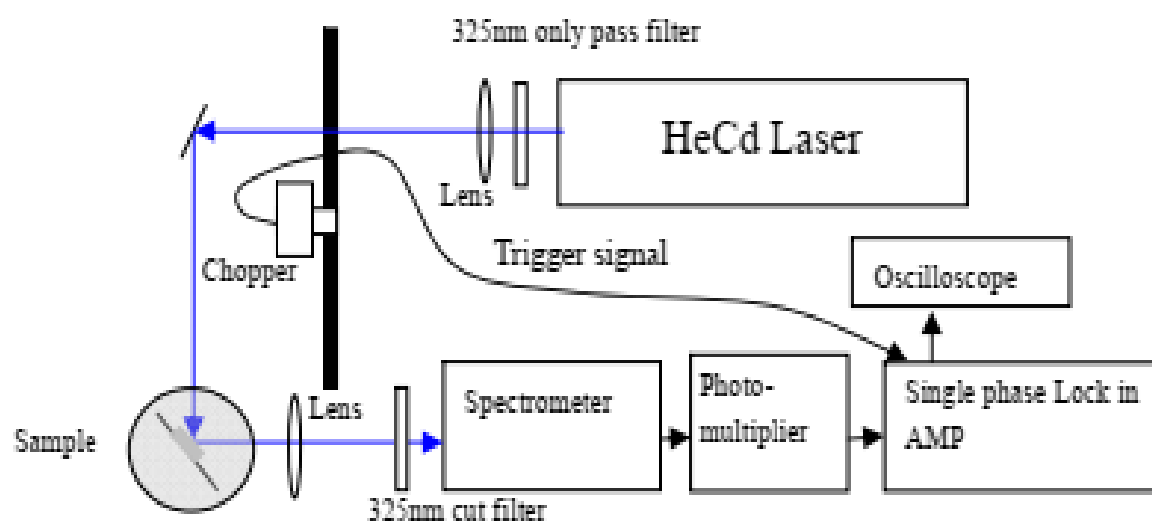 325nm only pass filter
HeCd Laser
Lens
Trigger signal
Chopper
Oscilloscope
Lens
Spectrometer
Photo-
multiplier
Single phase Lock in
AMP
Sample
325nm cut filter